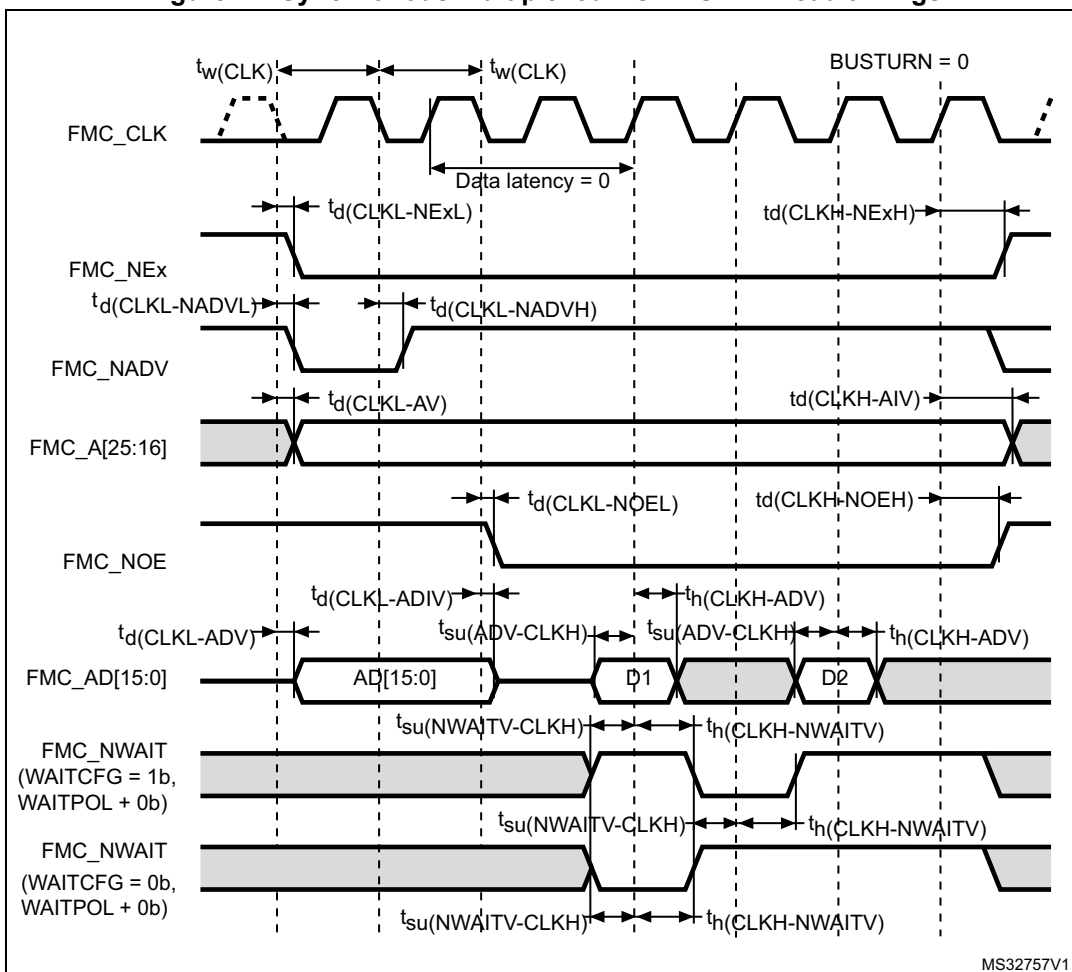 BUSTURN = 0
tw(CLK) tw(CLK)
FMC_CLK
Data latency = 0
td(CLKL-NExL) td(CLKH-NExH)
FMC_NEx
td(CLKL-NADVL) td(CLKL-NADVH)
FMC_NADV
td(CLKL-AV) td(CLKH-AIV)
FMC_A[25:16]
td(CLKL-NOEL) td(CLKH-NOEH)
FMC_NOE
td(CLKL-ADIV) th(CLKH-ADV)
td(CLKL-ADV) tsu(ADV-CLKH) tsu(ADV-CLKH) th(CLKH-ADV)
FMC_AD[15:0] AD[15:0] D1 D2
tsu(NWAITV-CLKH) th(CLKH-NWAITV)
FMC_NWAIT
(WAITCFG = 1b,
WAITPOL + 0b)
tsu(NWAITV-CLKH) th(CLKH-NWAITV)
FMC_NWAIT
(WAITCFG = 0b,
WAITPOL + 0b)
tsu(NWAITV-CLKH) th(CLKH-NWAITV)
MS32757V1